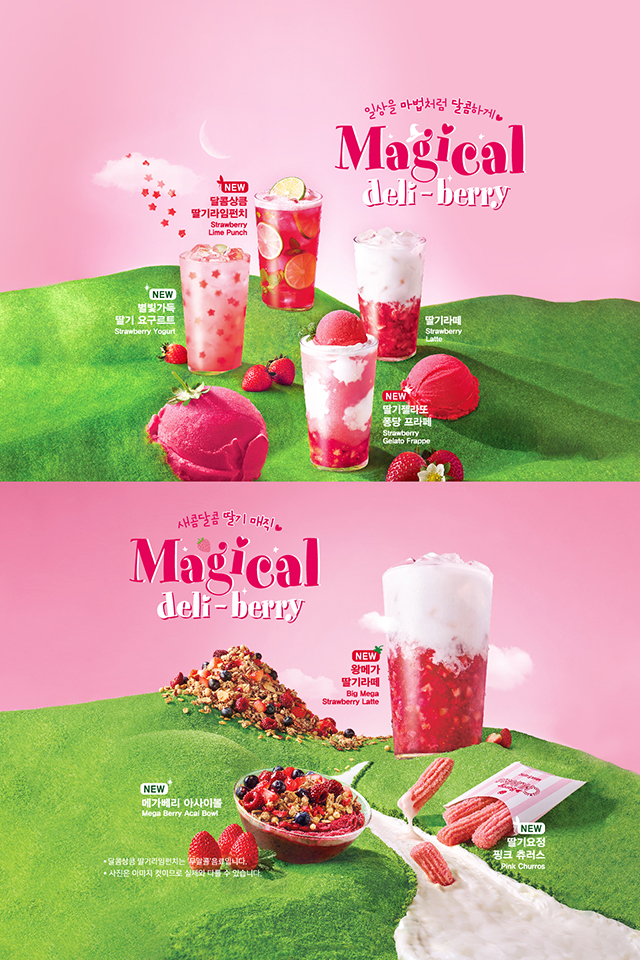 일상을 마법처럼 달콤하게
Magical
deli-berry
NEW
달콤상큼
딸기라임펀치
Strawberry
Lime Punch
NEW
별빛가득
딸기 요구르트
Strawberry Yogurt
딸기라떼
Strawberry
Latte
NEW
딸기젤라또
퐁당 프라페
Strawberry
Gelato Frappe
새콤달콤 딸기 매직
Magical
deli-berry
NEW
왕메가
딸기라떼
Big Mega
Strawberry Latte
NEW
메가베리 아사이볼
Mega Berry Acai Bowl
NEW
딸기요정
핑크 츄러스
Pink Churros
* 달콤상큼 딸기라임펀치는 '무알콜'음료입니다.
* 사진은 이미지 컷이므로 실제와 다를 수 있습니다.